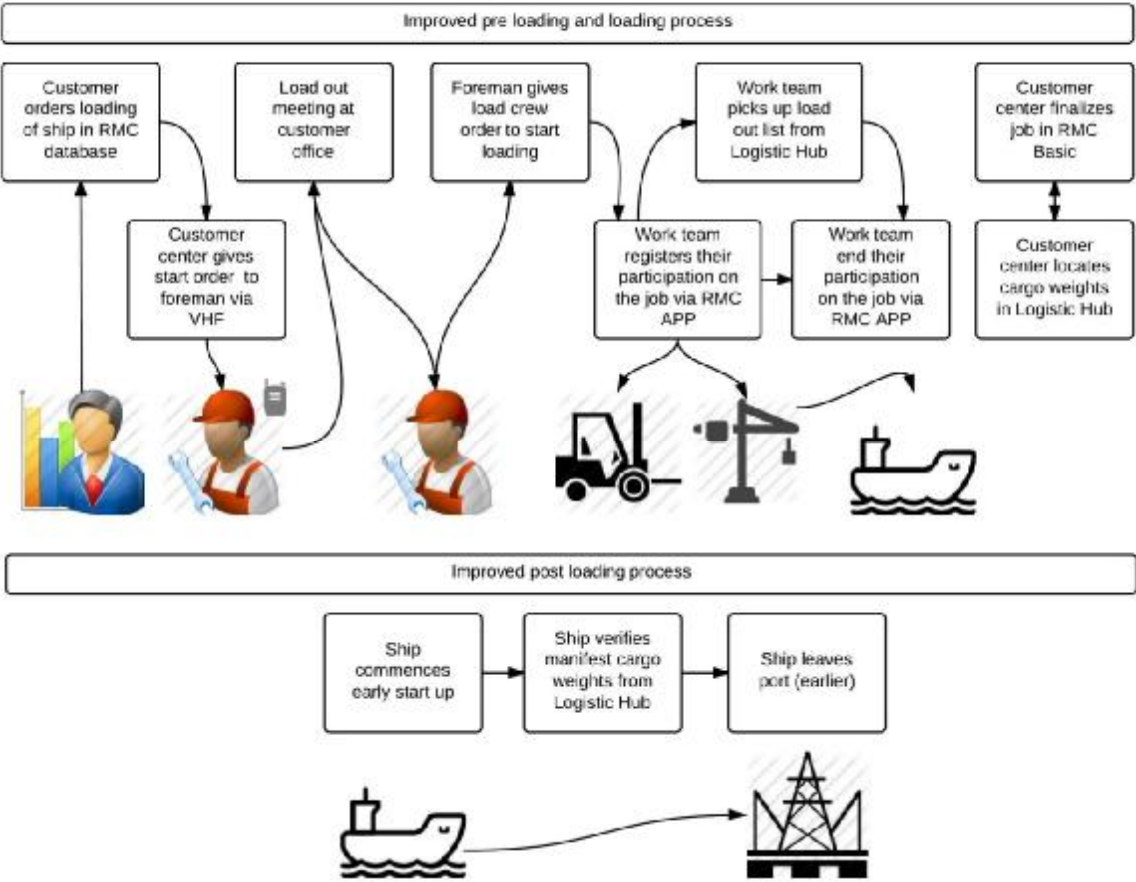 Improved pre loading and loading process
Customer
orders loading
of ship in RMC
database
Load out
meeting at
customer
office
Foreman gives
load crew
order to start
loading
Work team
picks up load
out list from
Logistic Hub
Customer
center finalizes
job in RMC
Basic
Customer
center gives
start order to
foreman via
VHF
Work team
registers their
participation on
the job via RMC
APP
Work team
end their
participation
on the job via
RMC APP
Customer
center locates
cargo weights
in Logistic Hub
Improved post loading process
Ship
commences
early start up
Ship verifies
manifest cargo
weights from
Logistic Hub
Ship leaves
port (earlier)